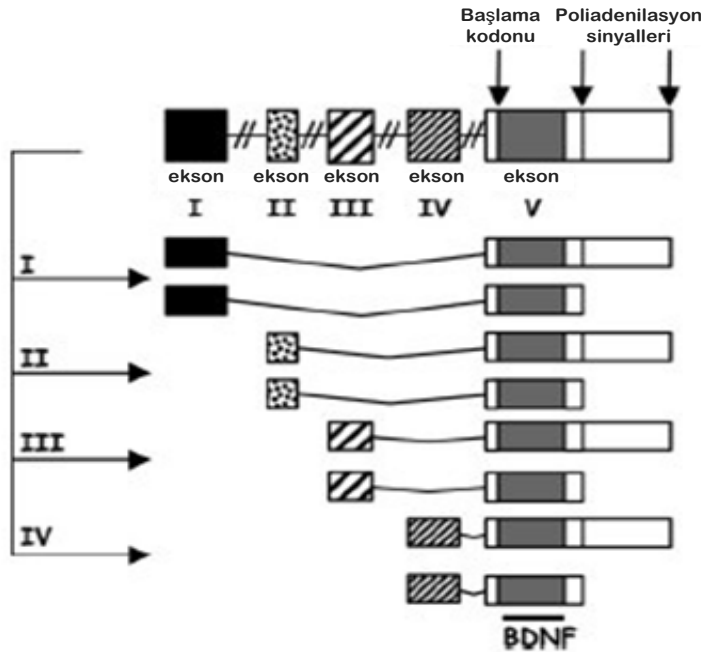 Başlama
kodonu
Poliadenilasyon
sinyalleri
ekson ekson ekson ekson ekson
I II III IV V
I
II
III
IV
BDNF